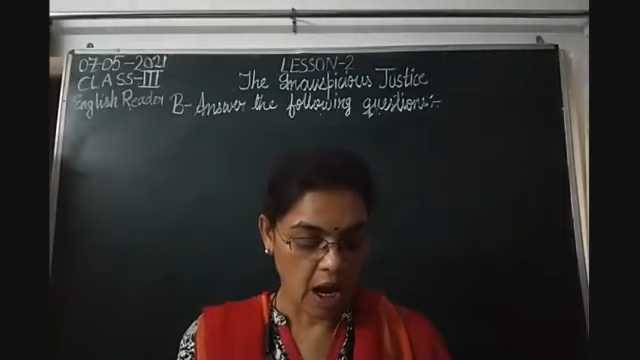 07-05-2021
CLASS-III
English Reader
LESSON-2
The Inauspicious Justice
B- Answer the following questions:-